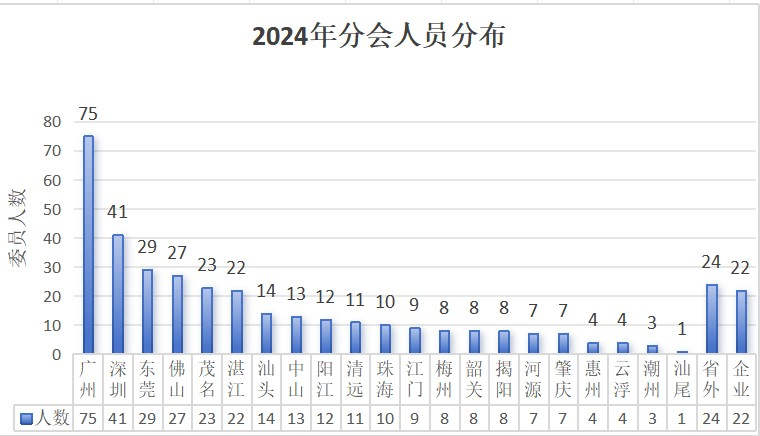 2024年分会人员分布
委员人数
80
70
60
50
40
30
20
10
0
75 41 29 27 23 22 14 13 12 11 10 9 8 8 8 7 7 4 4 3 1 24 22
广州 深圳 东莞 佛山 茂名 湛江 汕头 中山 阳江 清远 珠海 江门 梅州 韶关 揭阳 河源 肇庆 惠州 云浮 潮州 汕尾 省外 企业
人数 75 41 29 27 23 22 14 13 12 11 10 9 8 8 8 7 7 4 4 3 1 24 22